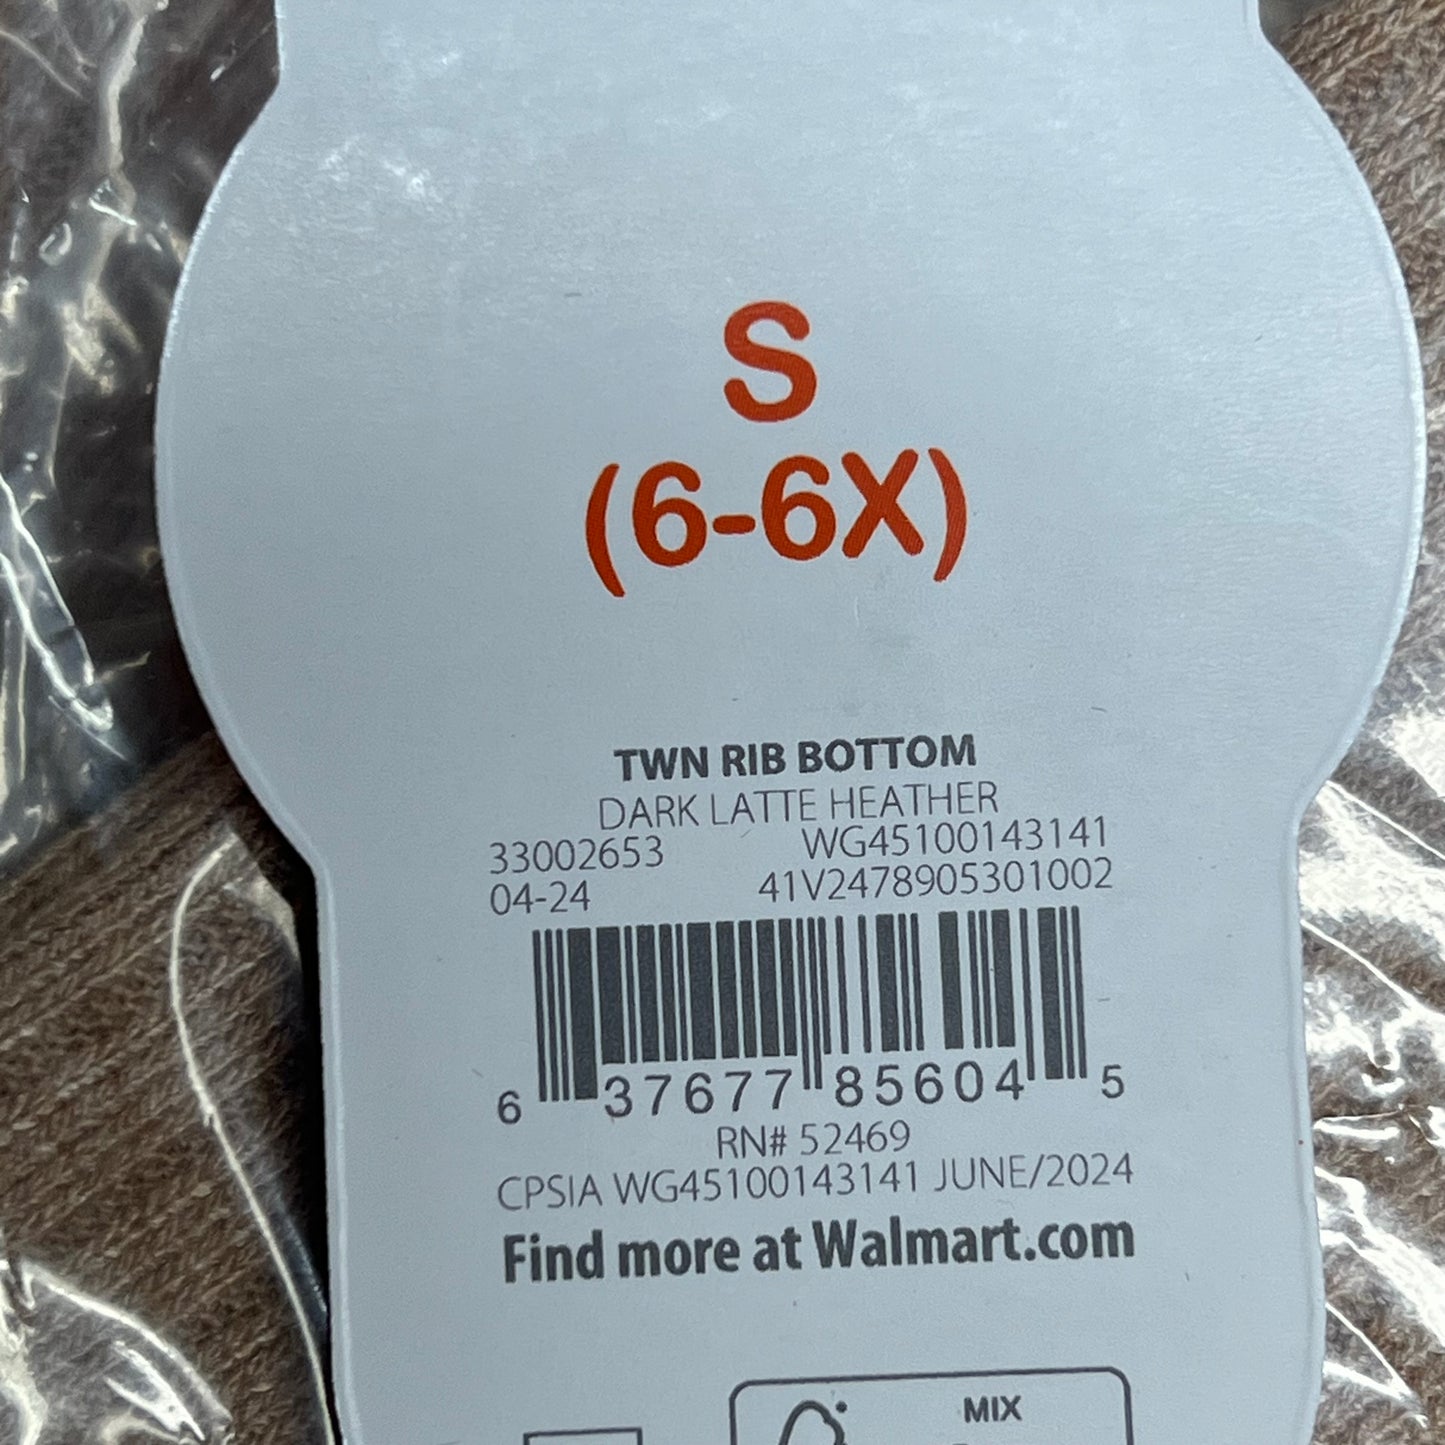 S
(6-6X)
TWN RIB BOTTOM
DARK LATTE HEATHER
33002653 WG45100143141
04-24 41V2478905301002
6 37677 85604 5
RN# 52469
CPSIA WG45100143141 JUNE/2024
Find more at Walmart.com
MIX